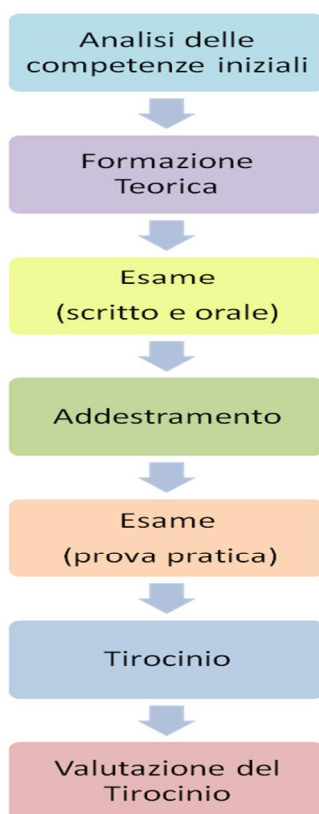 Analisi delle
competenze iniziali
Formazione
Teorica
Esame
(scritto e orale)
Addestramento
Esame
(prova pratica)
Tirocinio
Valutazione del
Tirocinio